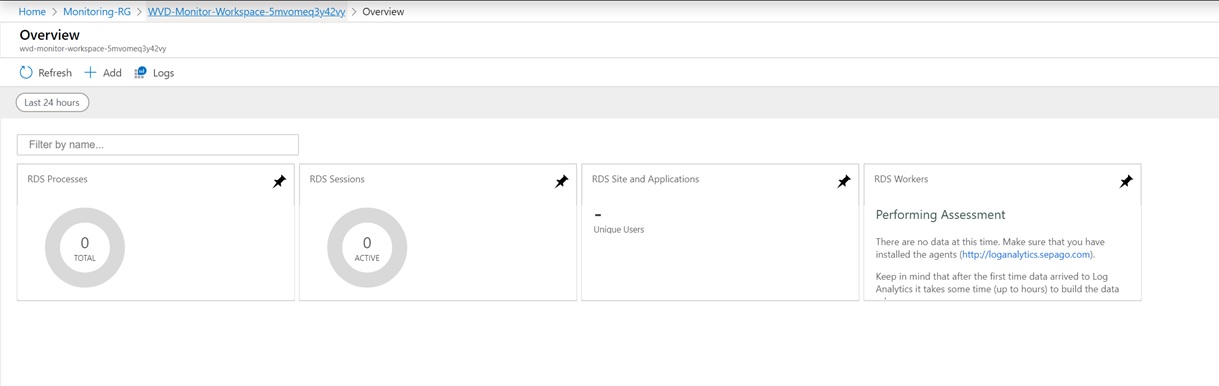 Home > Monitoring-RG > WVD-Monitor-Workspace-5mvomeq3y42vy > Overview
Overview
wvd-monitor-workspace-5mvomeq3y42vy
Refresh + Add Logs
Last 24 hours
Filter by name...
RDS Processes
0
TOTAL
RDS Sessions
0
ACTIVE
RDS Site and Applications
-
Unique Users
RDS Workers
Performing Assessment
There are no data at this time. Make sure that you have
installed the agents (http://loganalytics.sepago.com).
Keep in mind that after the first time data arrived to Log
Analytics it takes some time (up to hours) to build the data